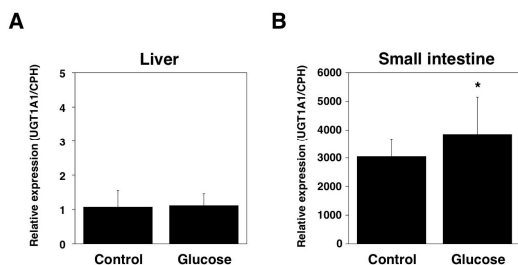 A
Liver
Relative expression (UGT1A1/CPH)
5
4
3
2
1
0
Control Glucose
B
Small intestine
Relative expression (UGT1A1/CPH)
6000
5000
4000
3000
2000
1000
0
*
Control Glucose